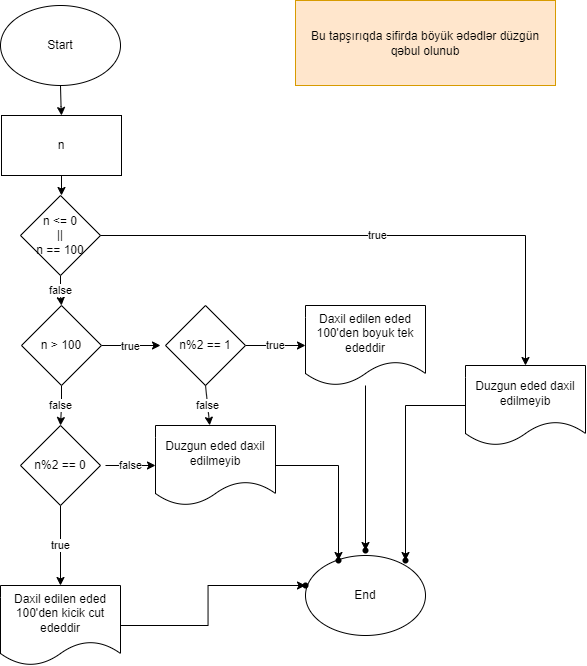 Start
Bu tapşırıqda sifirda böyük ədədlər düzgün
qəbul olunub
n
n <= 0
||
n == 100
true
false
n > 100
true
n%2 == 1
true
Daxil edilen eded
100'den boyuk tek
ededdir
Duzgun eded daxil
edilmeyib
false
false
n%2 == 0
false
Duzgun eded daxil
edilmeyib
true
Daxil edilen eded
100'den kicik cut
ededdir
End